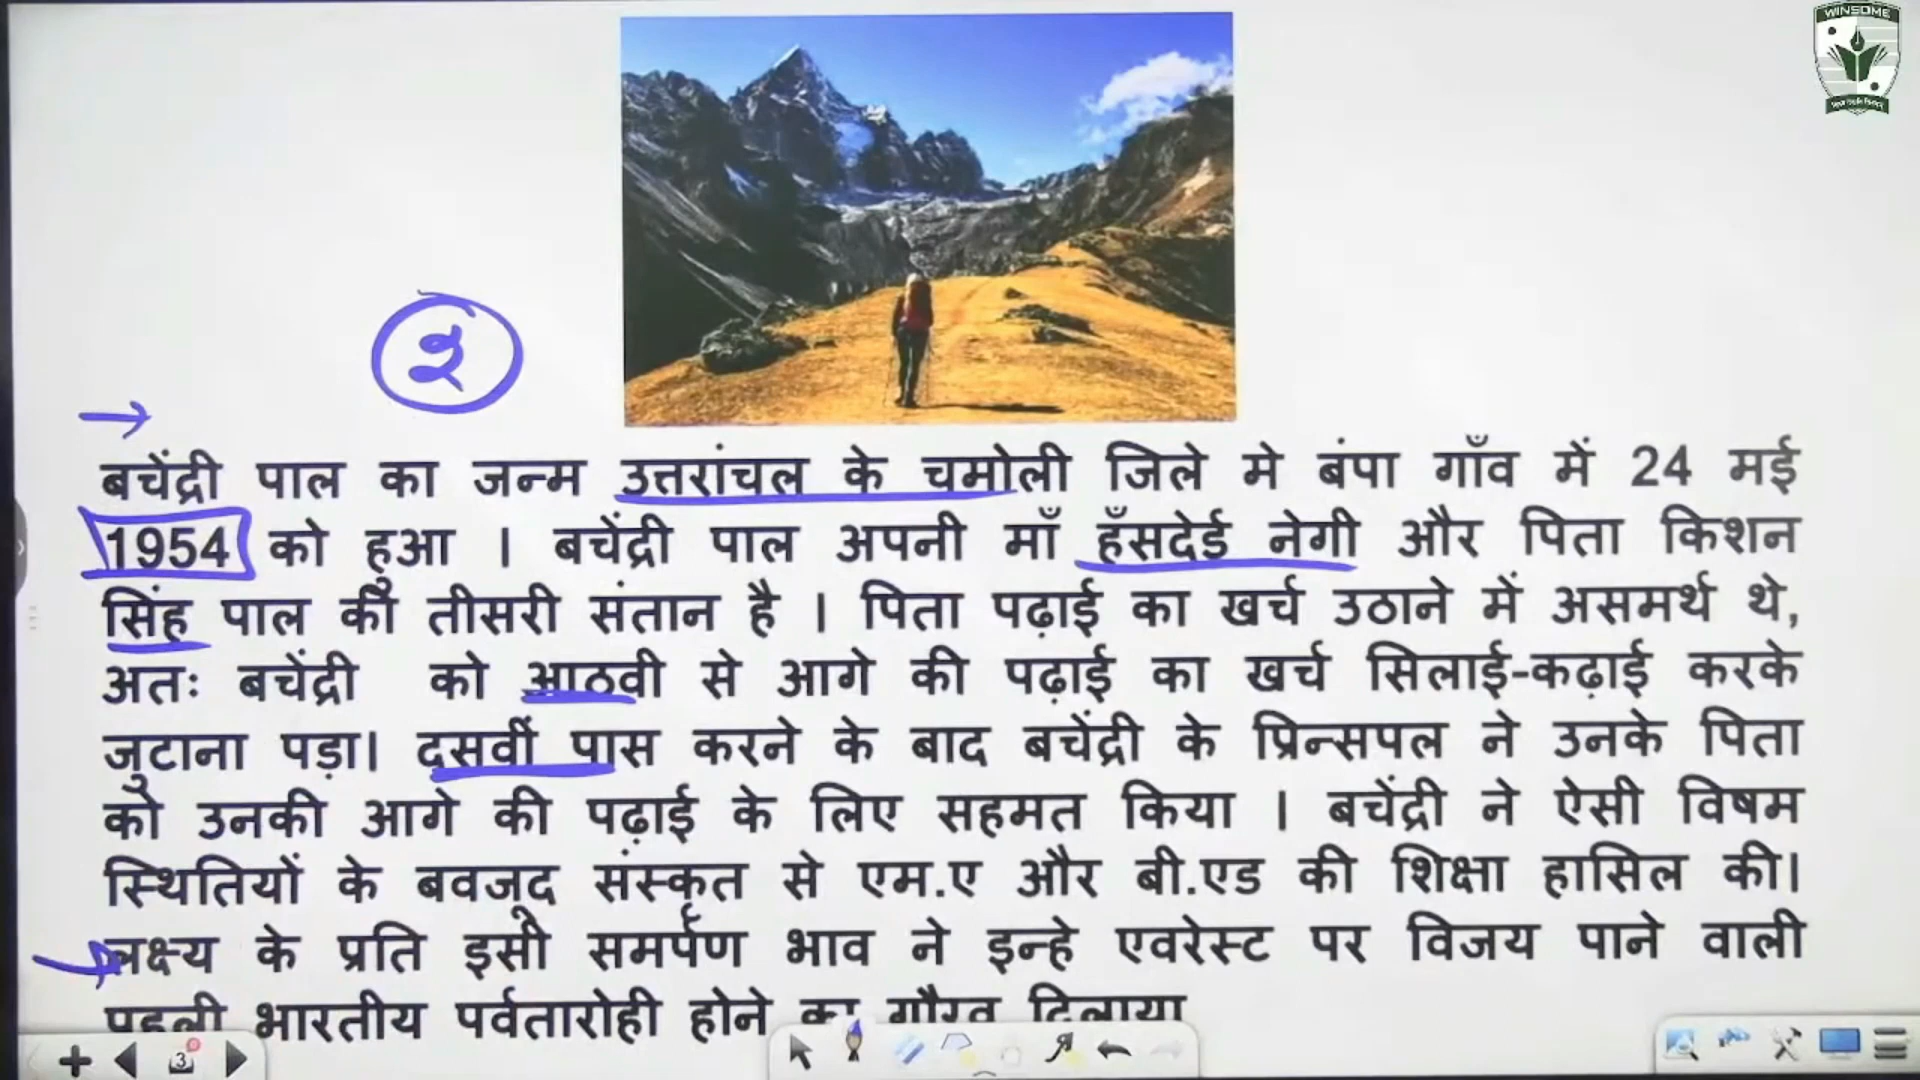 WINSOME
२
बचेंद्री पाल का जन्म उत्तरांचल के चमोली जिले मे बंपा गाँव में 24 मई
1954 को हुआ । बचेंद्री पाल अपनी माँ हँसदेई नेगी और पिता किशन
सिंह पाल की तीसरी संतान है । पिता पढ़ाई का खर्च उठाने में असमर्थ थे,
अतः बचेंद्री को आठवी से आगे की पढ़ाई का खर्च सिलाई-कढ़ाई करके
जुटाना पड़ा। दसवीं पास करने के बाद बचेंद्री के प्रिन्सपल ने उनके पिता
को उनकी आगे की पढ़ाई के लिए सहमत किया । बचेंद्री ने ऐसी विषम
स्थितियों के बवजूद संस्कृत से एम.ए और बी.एड की शिक्षा हासिल की।
लक्ष्य के प्रति इसी समर्पण भाव ने इन्हे एवरेस्ट पर विजय पाने वाली
पहली भारतीय पर्वतारोही होने का गौरव दिलाया
3